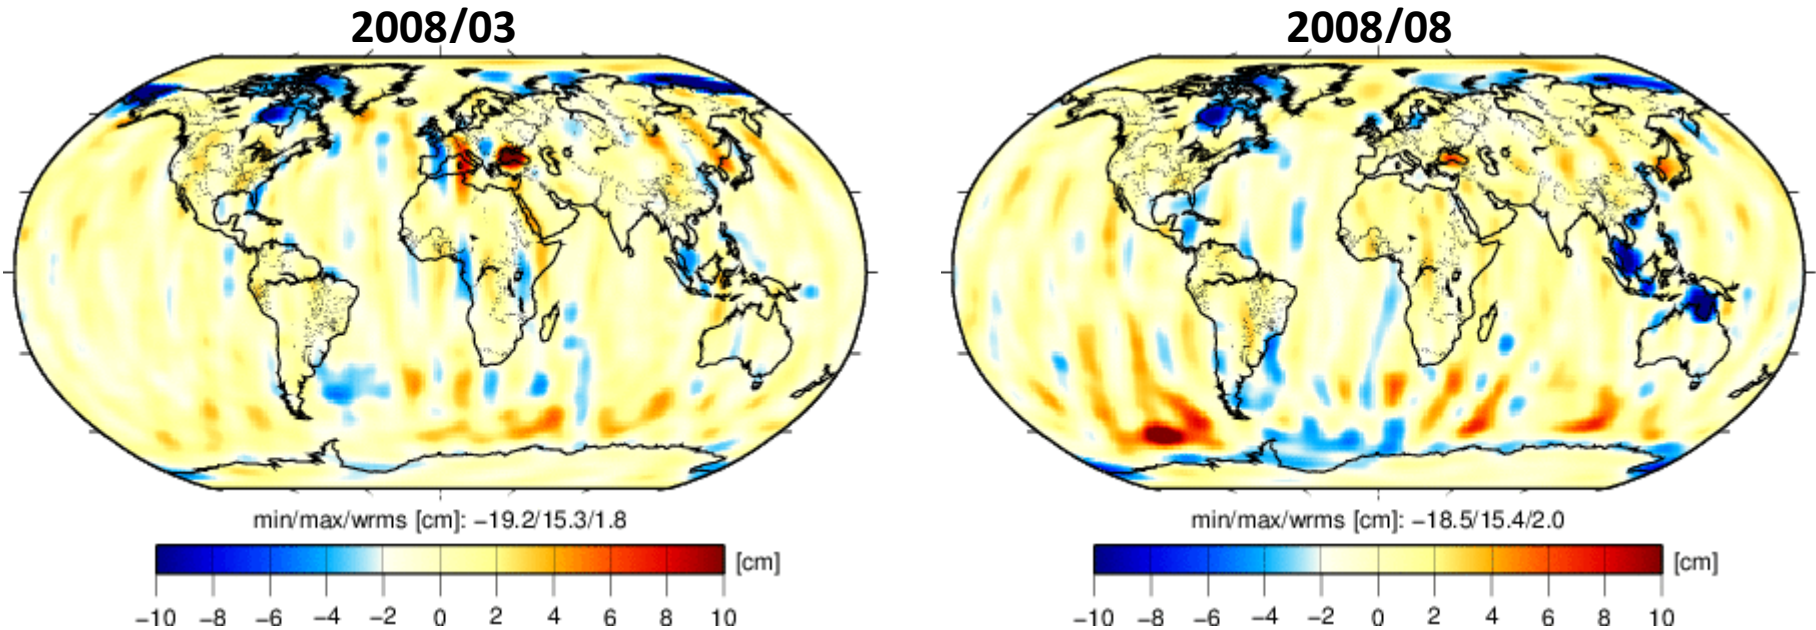 2008/03
2008/08
min/max/wrms [cm]: −19.2/15.3/1.8
min/max/wrms [cm]: −18.5/15.4/2.0
[cm]
[cm]
−10 −8 −6 −4 −2 0 2 4 6 8 10
−10 −8 −6 −4 −2 0 2 4 6 8 10